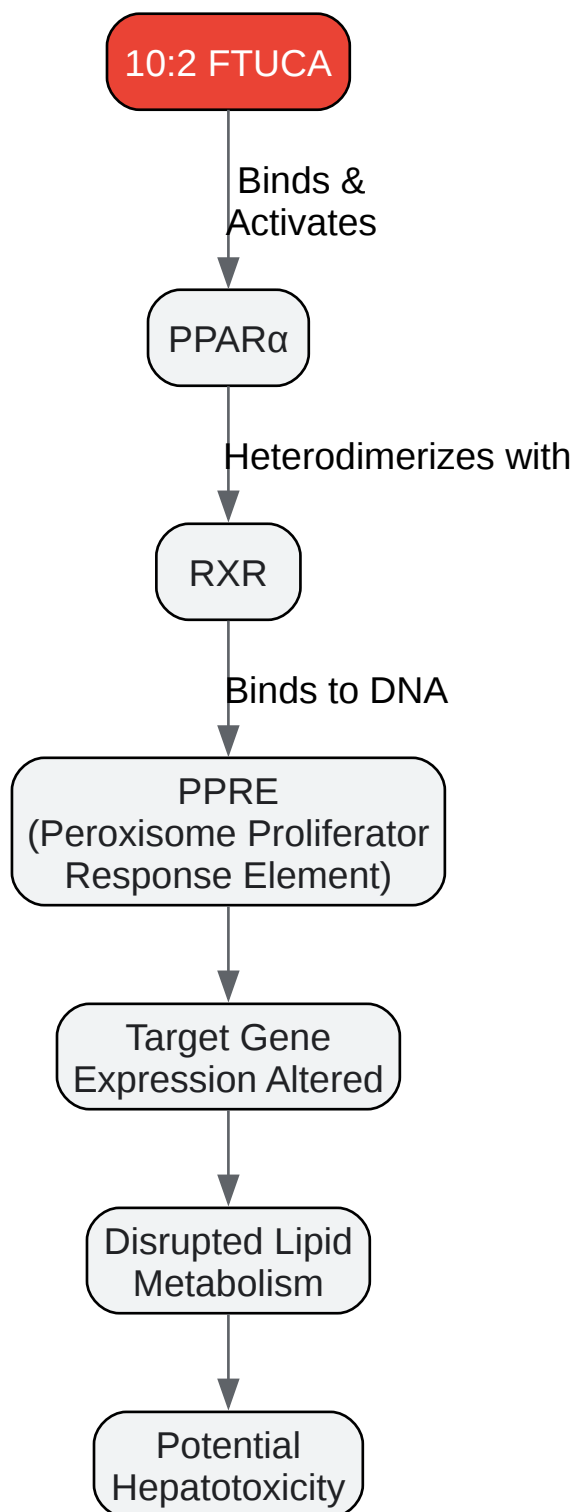 10:2 FTUCA
Binds &
Activates
PPARα
Heterodimerizes with
RXR
Binds to DNA
PPRE
(Peroxisome Proliferator
Response Element)
Target Gene
Expression Altered
Disrupted Lipid
Metabolism
Potential
Hepatotoxicity